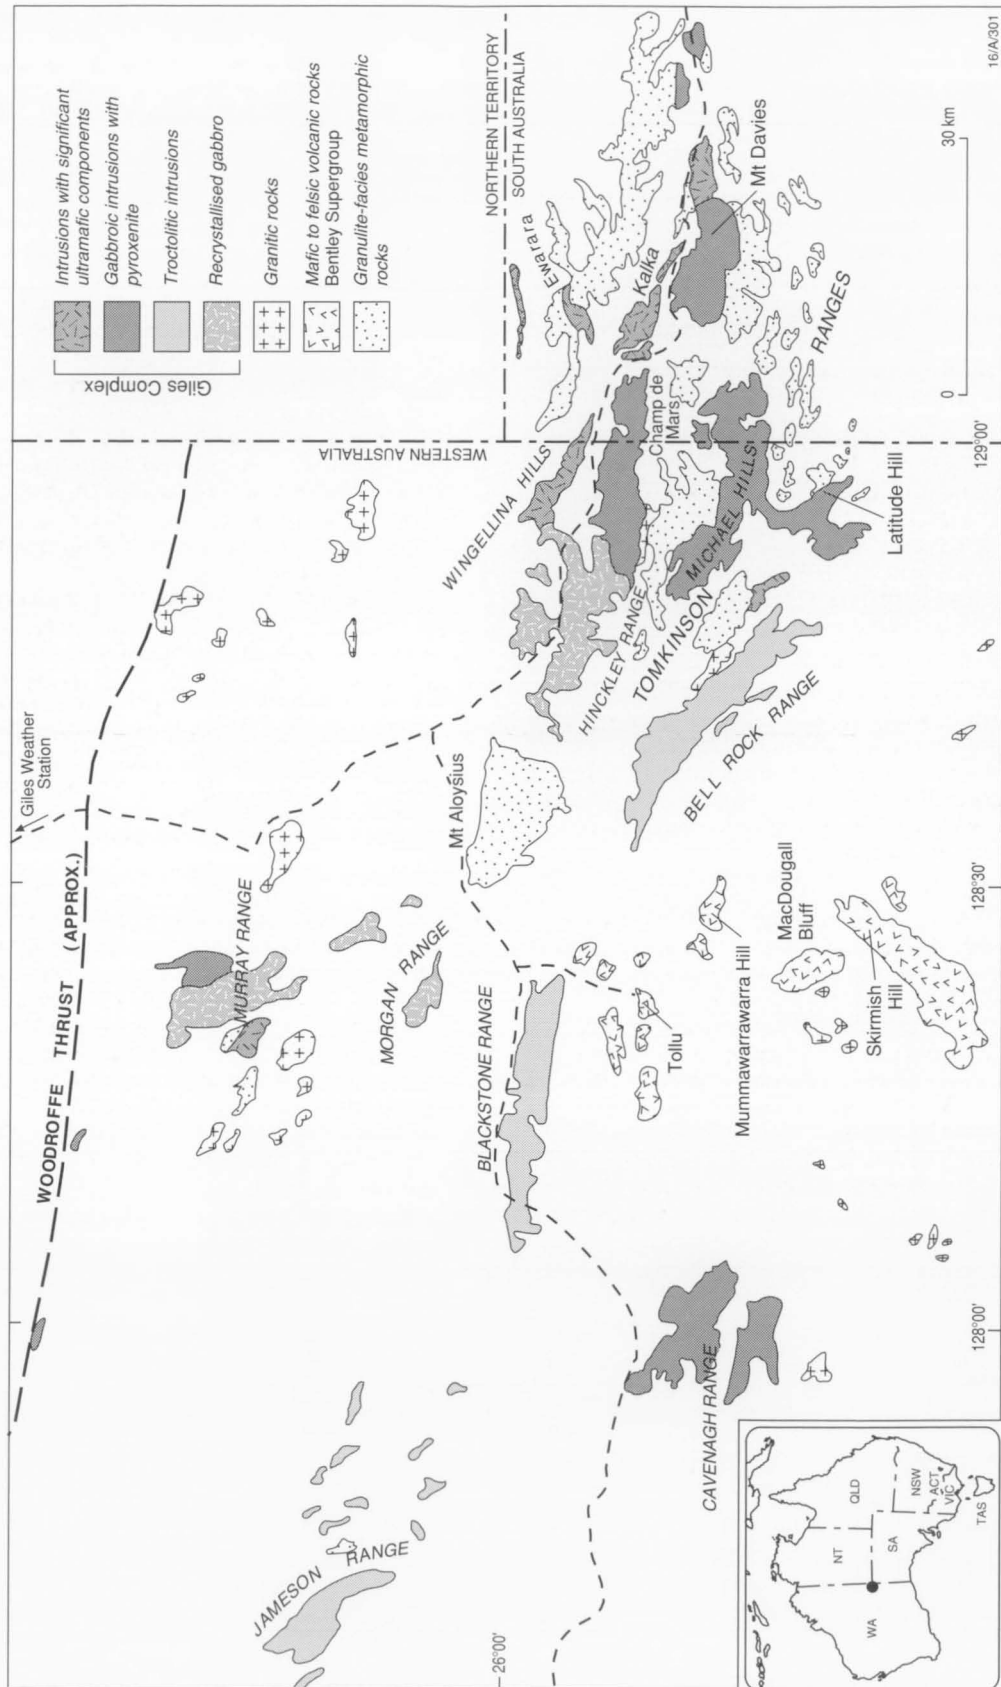 Giles Weather
Station
WOODROFFE THRUST (APPROX.)
Giles Complex
Intrusions with significant
ultramafic components
Gabbroic intrusions with
pyroxenite
Troctolitic intrusions
Recrystallised gabbro
Granitic rocks
Mafic to felsic volcanic rocks
Bentley Supergroup
Granulite-facies metamorphic
rocks
JAMESON RANGE
MURRAY RANGE
MORGAN RANGE
WESTERN AUSTRALIA
NORTHERN TERRITORY
SOUTH AUSTRALIA
26°00'
BLACKSTONE RANGE
Mt Aloysius
WINGELLINA HILLS
Ewarara
Kalka
HINCKLEY RANGE
Champ de
Mars
Mt Davies
TOMKINSON
RANGES
MICHAEL HILLS
BELL ROCK RANGE
Latitude Hill
CAVENAGH RANGE
Tollu
Mummawarrawarra Hill
MacDougall
Bluff
Skirmish
Hill
128°00'
128°30'
129°00'
0
30 km
16/A/301
WA
NT
QLD
SA
NSW
ACT
VIC
TAS